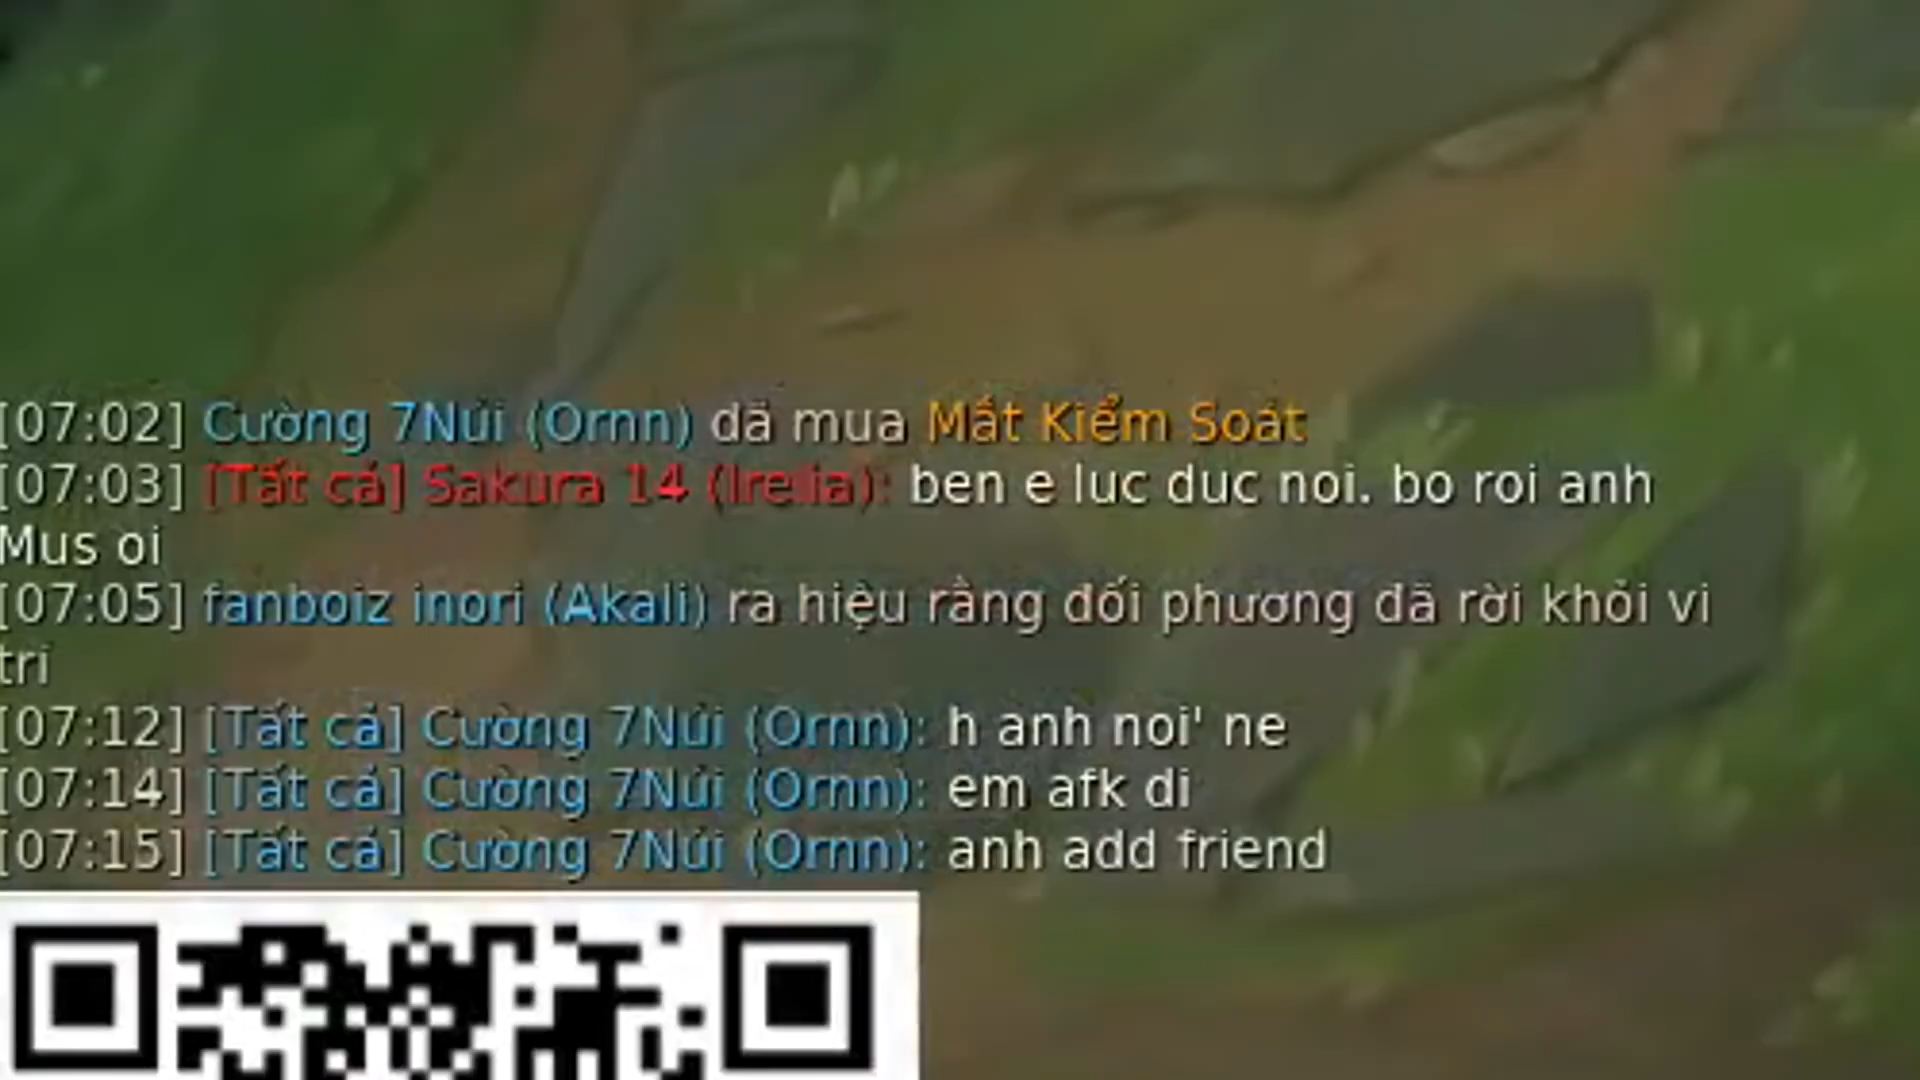 [07:02] Cường 7Núi (Ornn) đã mua Mắt Kiểm Soát
[07:03] [Tất cả] Sakura 14 (Irelia): ben e luc duc noi. bo roi anh
Mus oi
[07:05] fanboiz inori (Akali) ra hiệu rằng đối phương đã rời khỏi vị
trí
[07:12] [Tất cả] Cường 7Núi (Ornn): h anh noi' ne
[07:14] [Tất cả] Cường 7Núi (Ornn): em afk di
[07:15] [Tất cả] Cường 7Núi (Ornn): anh add friend